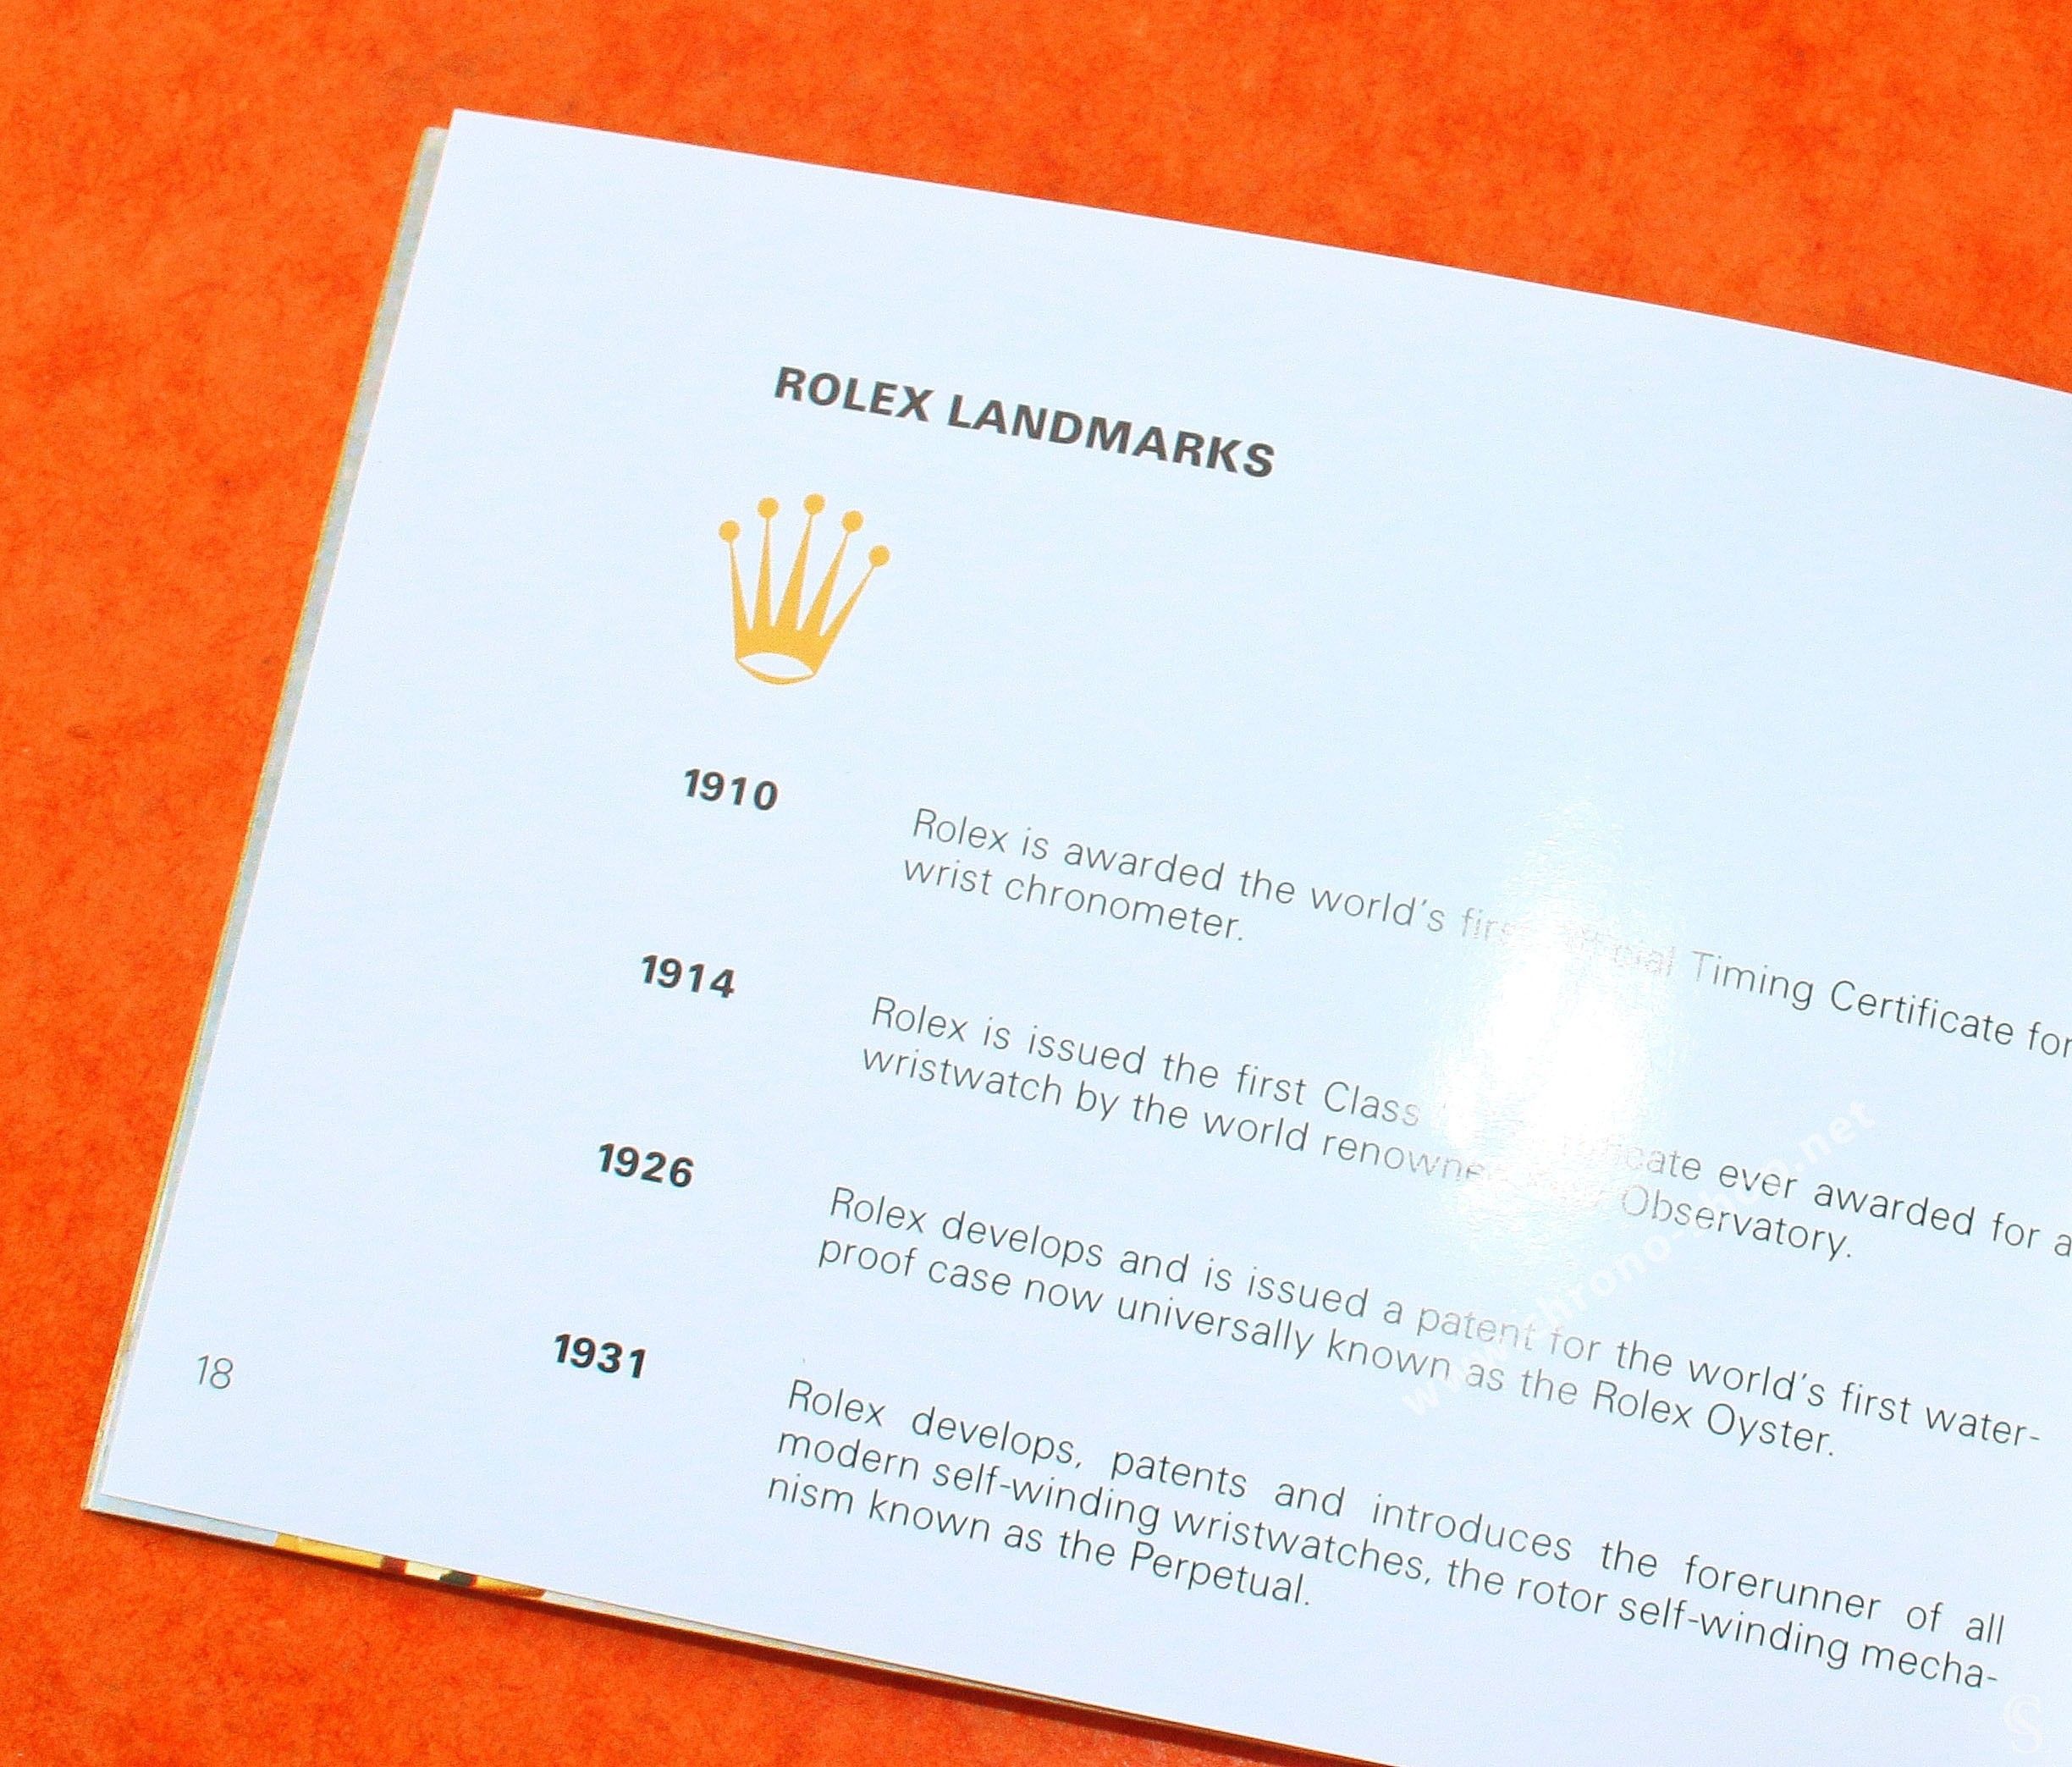 ROLEX LANDMARKS
1910
Rolex is awarded the world's first Official Timing Certificate for
wrist chronometer.
1914
Rolex is issued the first Class ever awarded for a
wristwatch by the world renowned Observatory.
1926
Rolex develops and is issued a patent for the world's first water-
proof case now universally known as the Rolex Oyster.
1931
Rolex develops, patents and introduces the forerunner of all
modern self-winding wristwatches, the rotor self-winding mecha-
nism known as the Perpetual.
18